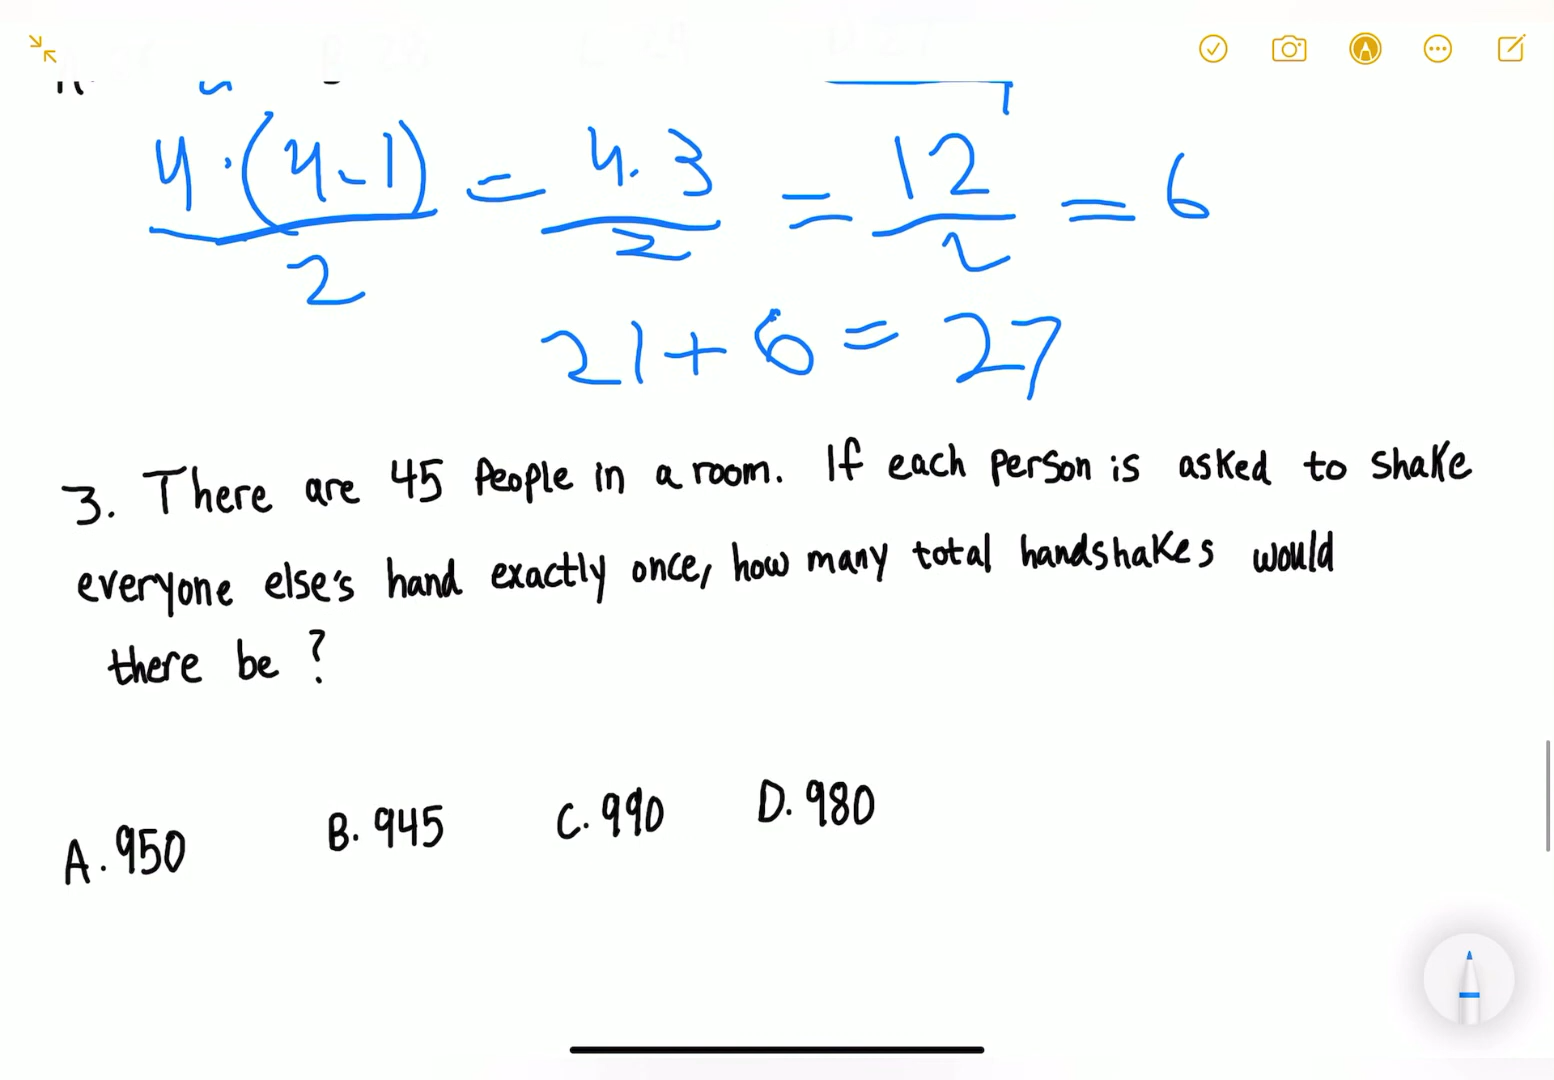 4·(4-1)/2 = 4·3/2 = 12/2 = 6
21+6=27
3. There are 45 People in a room. If each person is asked to shake
everyone else's hand exactly once, how many total handshakes would
there be ?
A. 950 B. 945 C. 990 D. 980